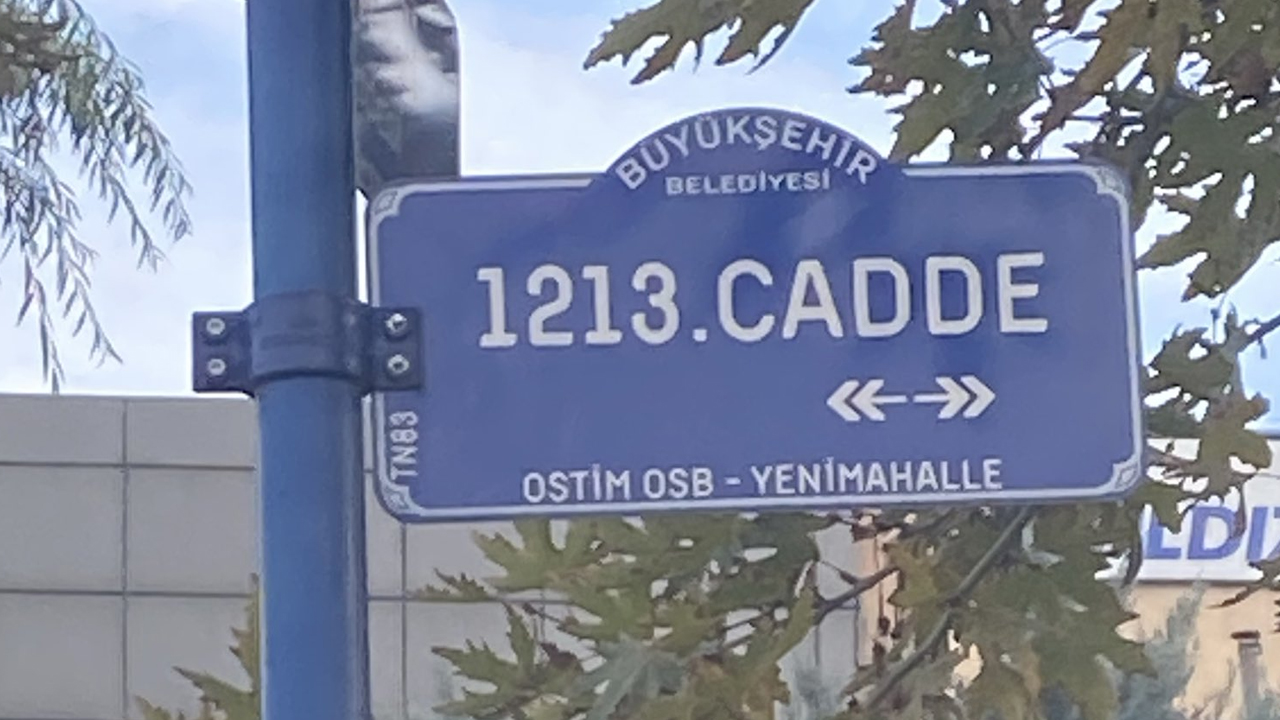 BÜYÜKŞEHİR
BELEDİYESİ
1213.CADDE
OSTİM OSB - YENİMAHALLE
TN83